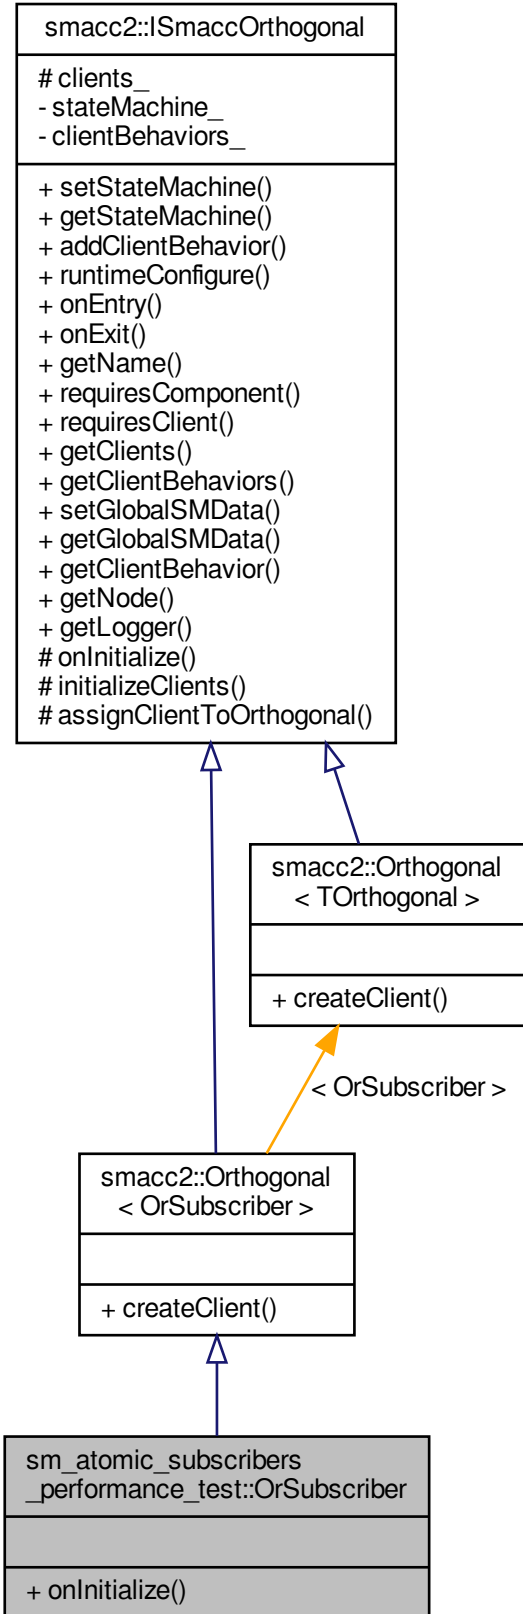 smacc2::ISmaccOrthogonal
# clients_
- stateMachine_
- clientBehaviors_
+ setStateMachine()
+ getStateMachine()
+ addClientBehavior()
+ runtimeConfigure()
+ onEntry()
+ onExit()
+ getName()
+ requiresComponent()
+ requiresClient()
+ getClients()
+ getClientBehaviors()
+ setGlobalSMData()
+ getGlobalSMData()
+ getClientBehavior()
+ getNode()
+ getLogger()
# onInitialize()
# initializeClients()
# assignClientToOrthogonal()
smacc2::Orthogonal
< TOrthogonal >
+ createClient()
< OrSubscriber >
smacc2::Orthogonal
< OrSubscriber >
+ createClient()
sm_atomic_subscribers
_performance_test::OrSubscriber
+ onInitialize()